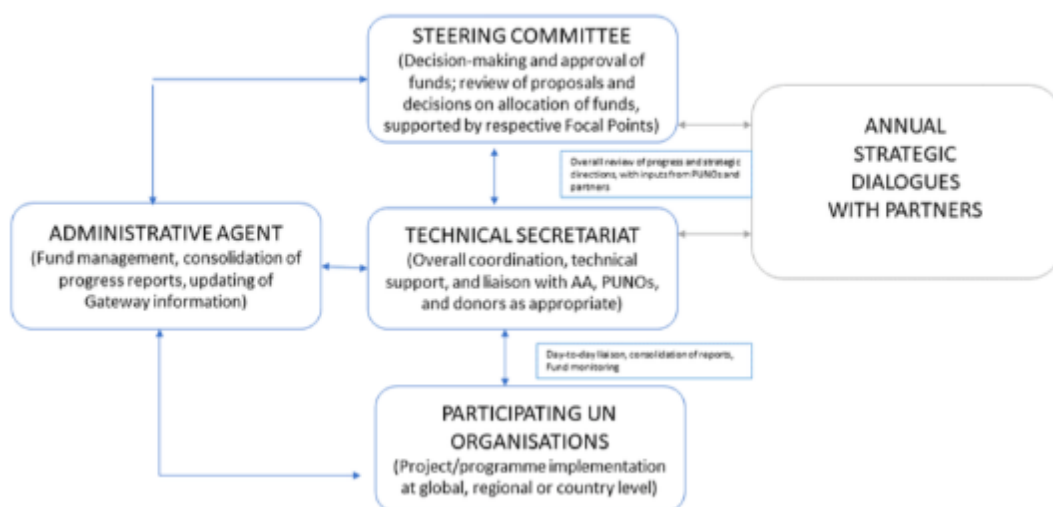 STEERING COMMITTEE
(Decision-making and approval of
funds; review of proposals and
decisions on allocation of funds,
supported by respective Focal Points)
ANNUAL
STRATEGIC
DIALOGUES
WITH PARTNERS
Overall review of progress and strategic
directions, with inputs from PUNOs and
partners
ADMINISTRATIVE AGENT
(Fund management, consolidation of
progress reports, updating of
Gateway information)
TECHNICAL SECRETARIAT
(Overall coordination, technical
support, and liaison with AA, PUNOs,
and donors as appropriate)
Day-to-day liaison, consolidation of reports,
Fund monitoring
PARTICIPATING UN
ORGANISATIONS
(Project/programme implementation
at global, regional or country level)